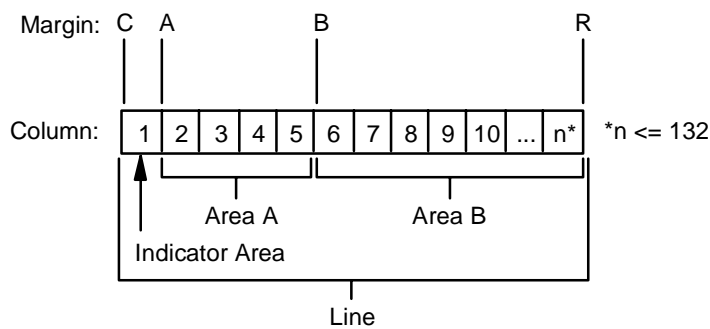 Margin: C A B R
Column: 1 2 3 4 5 6 7 8 9 10 ... n* *n <= 132
Area A Area B
Indicator Area
Line